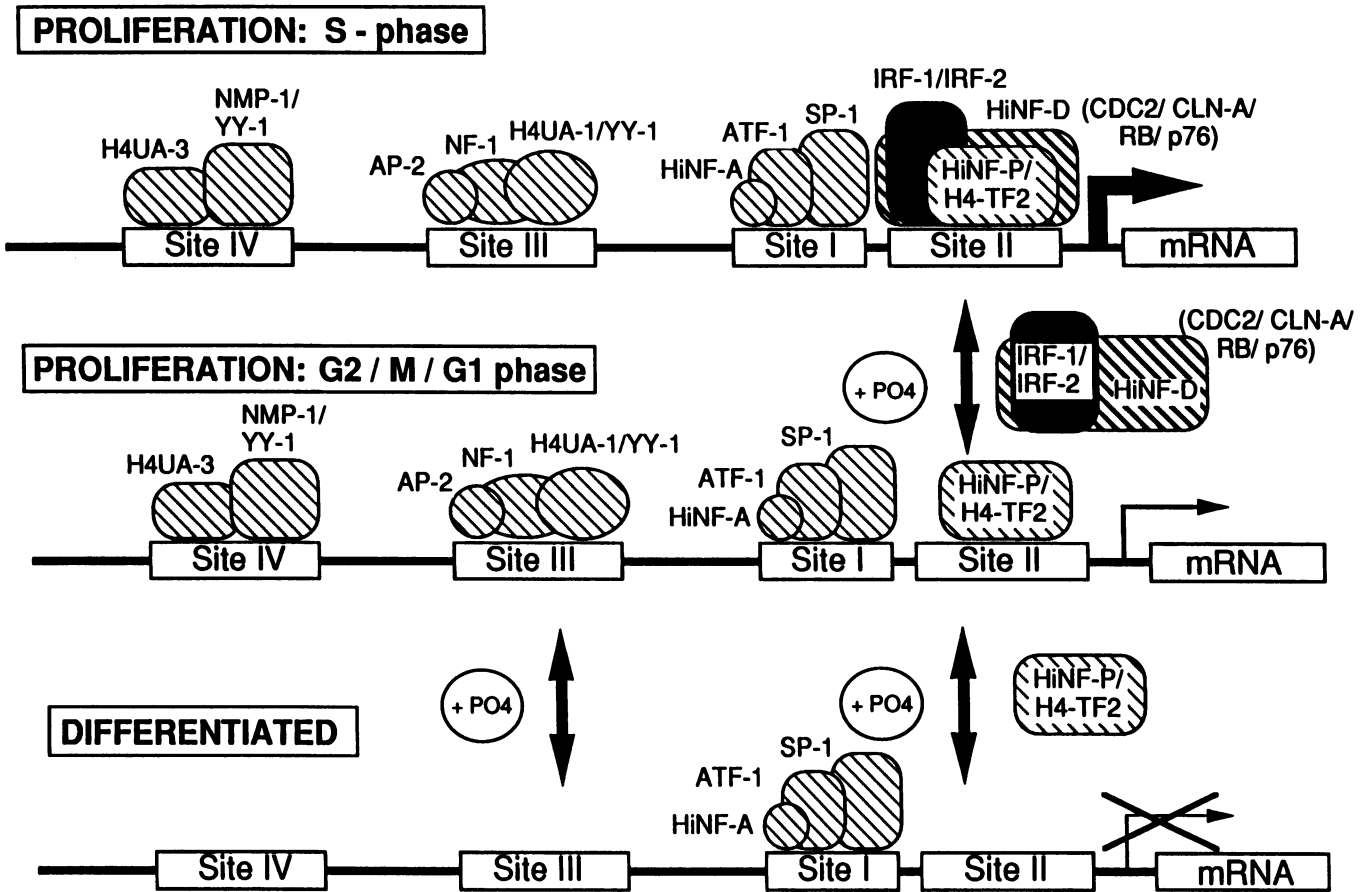 PROLIFERATION: S - phase
IRF-1/IRF-2
NMP-1/
YY-1
HiNF-D
(CDC2/ CLN-A/
RB/ p76)
SP-1
H4UA-1/YY-1
ATF-1
NF-1
H4UA-3
AP-2
HiNF-A
HiNF-P/
H4-TF2
Site IV
Site III
Site I
Site II
mRNA
(CDC2/ CLN-A/
RB/ p76)
IRF-1/
IRF-2
HiNF-D
PROLIFERATION: G2 / M / G1 phase
+ PO4
NMP-1/
YY-1
SP-1
H4UA-1/YY-1
NF-1
H4UA-3
ATF-1
AP-2
HiNF-A
HiNF-P/
H4-TF2
Site IV
Site III
Site I
Site II
mRNA
+ PO4
+ PO4
HiNF-P/
H4-TF2
DIFFERENTIATED
SP-1
ATF-1
HiNF-A
Site IV
Site III
Site I
Site II
mRNA